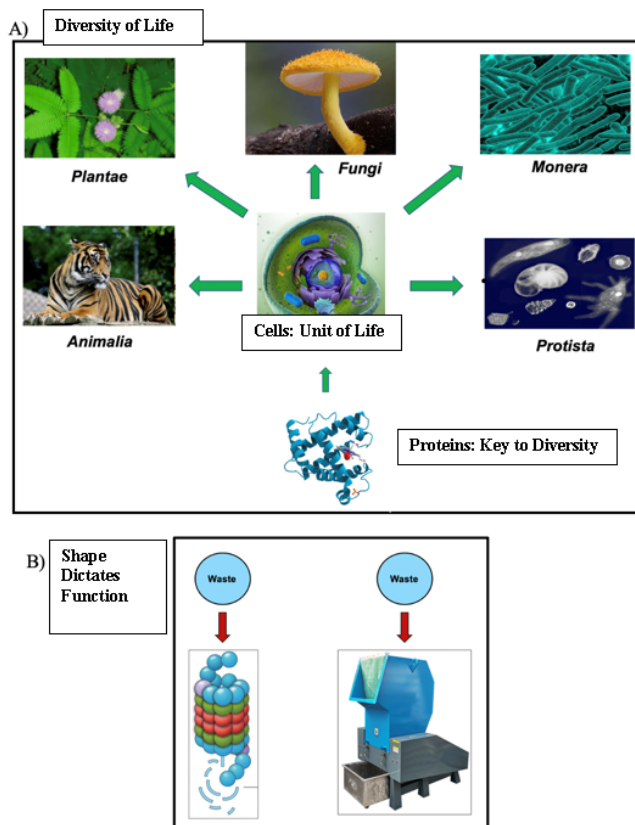 A)
Diversity of Life
Plantae
Fungi
Monera
Animalia
Cells: Unit of Life
Protista
Proteins: Key to Diversity
B)
Shape
Dictates
Function
Waste
Waste